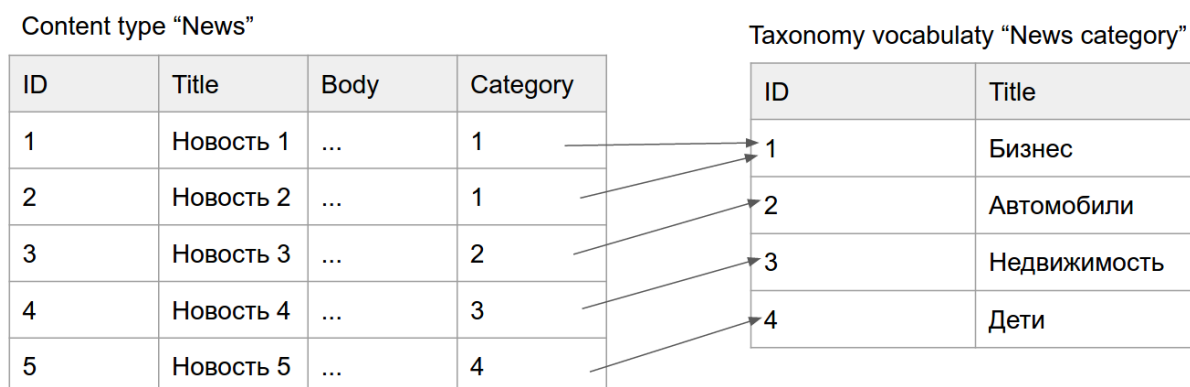 Content type “News”
ID Title Body Category
1 Новость 1 ... 1
2 Новость 2 ... 1
3 Новость 3 ... 2
4 Новость 4 ... 3
5 Новость 5 ... 4
Taxonomy vocabulaty “News category”
ID Title
1 Бизнес
2 Автомобили
3 Недвижимость
4 Дети